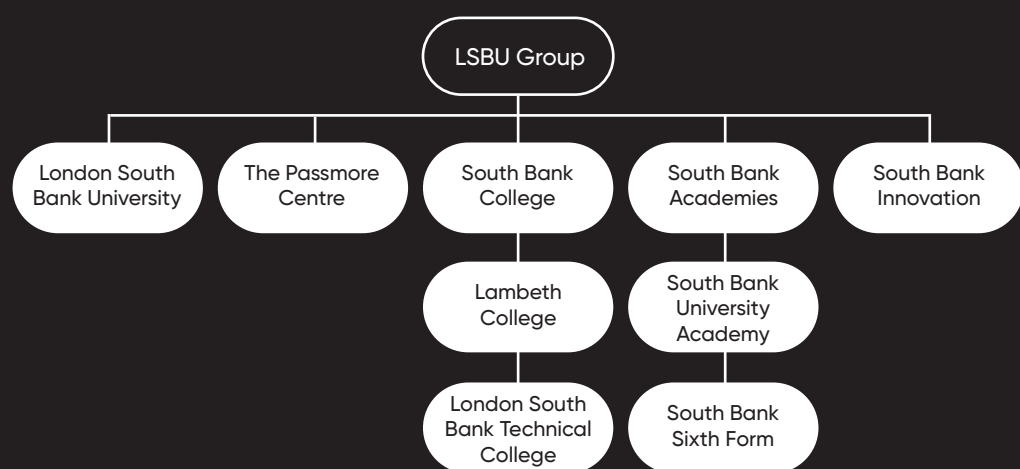 LSBU Group
London South
Bank University
The Passmore
Centre
South Bank
College
South Bank
Academies
South Bank
Innovation
Lambeth
College
South Bank
University
Academy
London South
Bank Technical
College
South Bank
Sixth Form